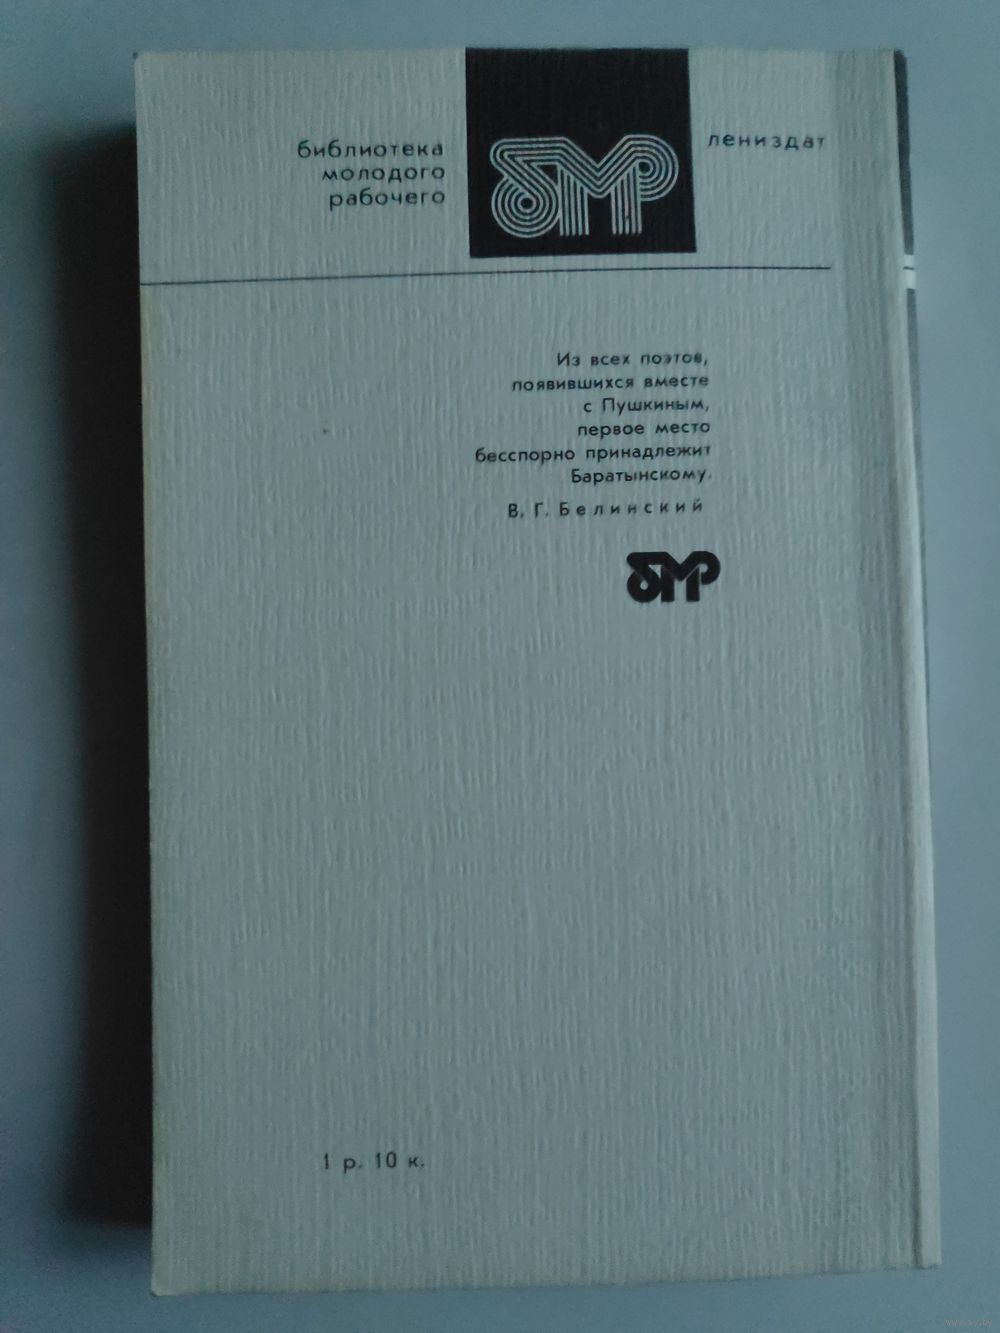 библиотека
молодого
рабочего
бмр
лениздат
Из всех поэтов,
появившихся вместе
с Пушкиным,
первое место
бесспорно принадлежит
Баратынскому.
В. Г. Белинский
бмр
1 р. 10 к.